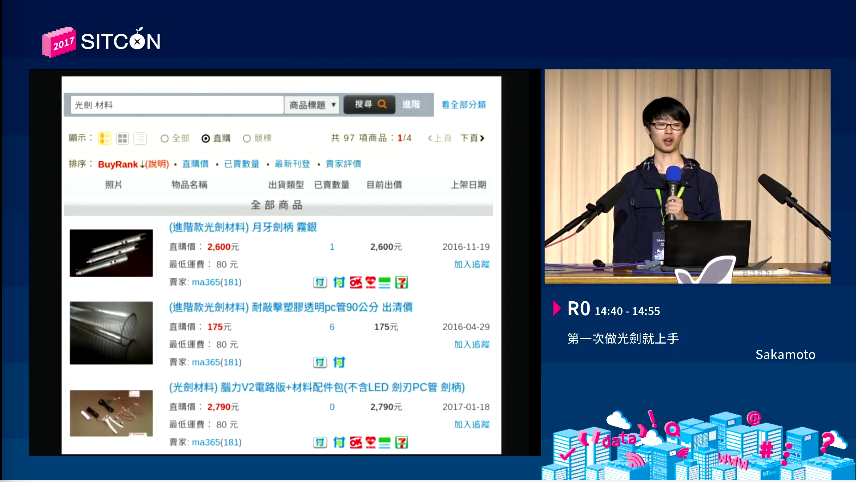 2017 SITCON
光劍 材料 商品標題 ▼ 搜尋 進階 看全部分類
顯示： 全部 直購 競標 共 97 項商品：1/4 <上頁 下頁>
排序： BuyRank↓(說明) • 直購價 • 已賣數量 • 最新刊登 • 賣家評價
照片 物品名稱 出貨類型 已賣數量 目前出價 上架日期
全部商品
(進階款光劍材料) 月牙劍柄 霧銀
直購價： 2,600元 1 2,600元 2016-11-19
最低運費： 80 元 加入追蹤
賣家: ma365(181)
(進階款光劍材料) 耐敲擊塑膠透明pc管90公分 出清價
直購價： 175元 6 175元 2016-04-29
最低運費： 80 元 加入追蹤
賣家: ma365(181)
(光劍材料) 腦力V2電路版+材料配件包(不含LED 劍刃PC管 劍柄)
直購價： 2,790元 0 2,790元 2017-01-18
最低運費： 80 元 加入追蹤
賣家: ma365(181)
R0 14:40 - 14:55
第一次做光劍就上手
Sakamoto
data
www